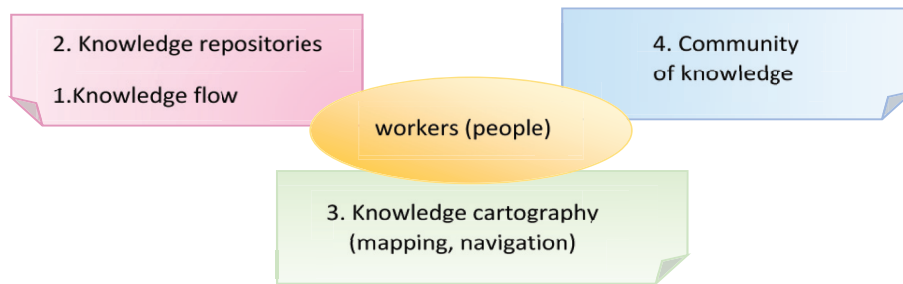 2. Knowledge repositories
1.Knowledge flow
4. Community
of knowledge
workers (people)
3. Knowledge cartography
(mapping, navigation)